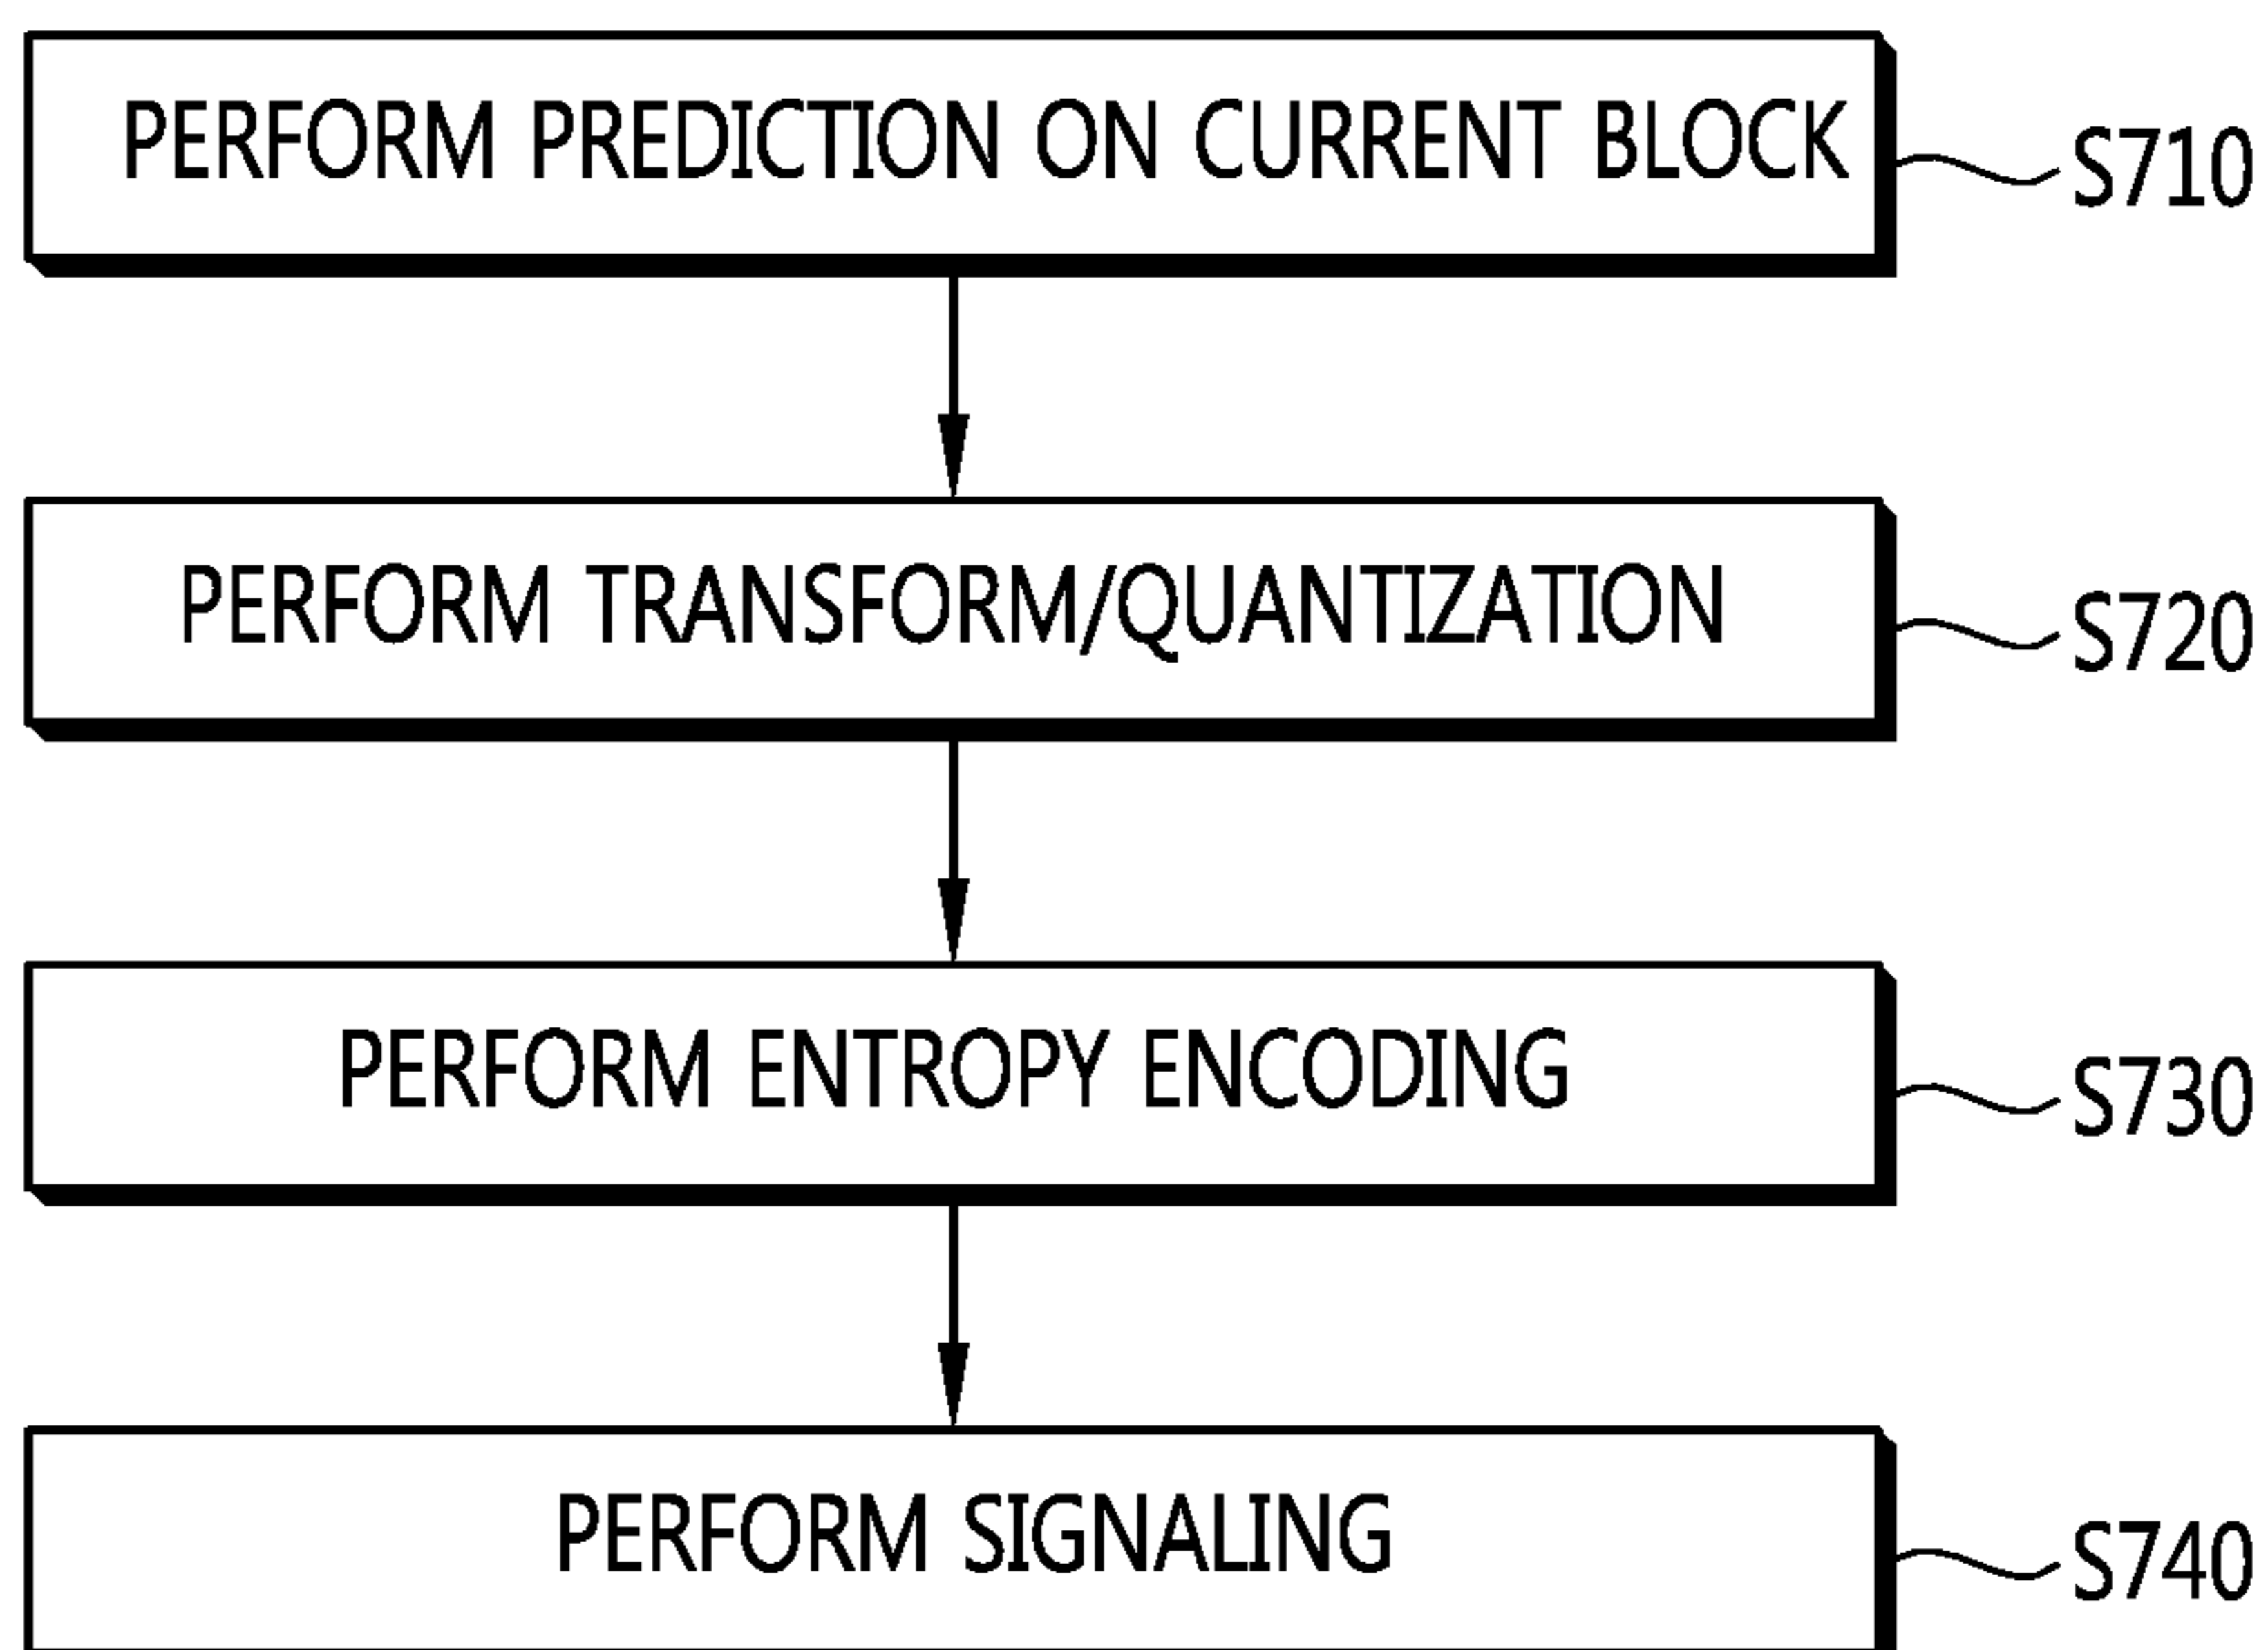 PERFORM PREDICTION ON CURRENT BLOCK
S710
PERFORM TRANSFORM/QUANTIZATION
S720
PERFORM ENTROPY ENCODING
S730
PERFORM SIGNALING
S740